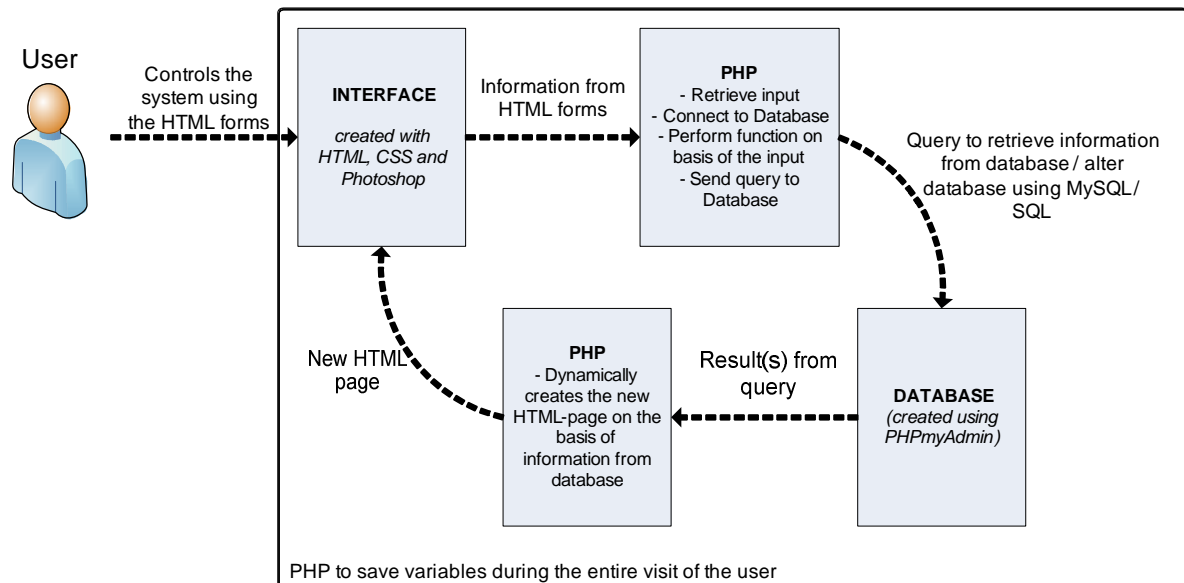 User
Controls the
system using
the HTML forms
INTERFACE
created with
HTML, CSS and
Photoshop
Information from
HTML forms
PHP
- Retrieve input
- Connect to Database
- Perform function on
basis of the input
- Send query to
Database
Query to retrieve information
from database / alter
database using MySQL/
SQL
DATABASE
(created using
PHPmyAdmin)
Result(s) from
query
PHP
- Dynamically
creates the new
HTML-page on the
basis of
information from
database
New HTML
page
PHP to save variables during the entire visit of the user